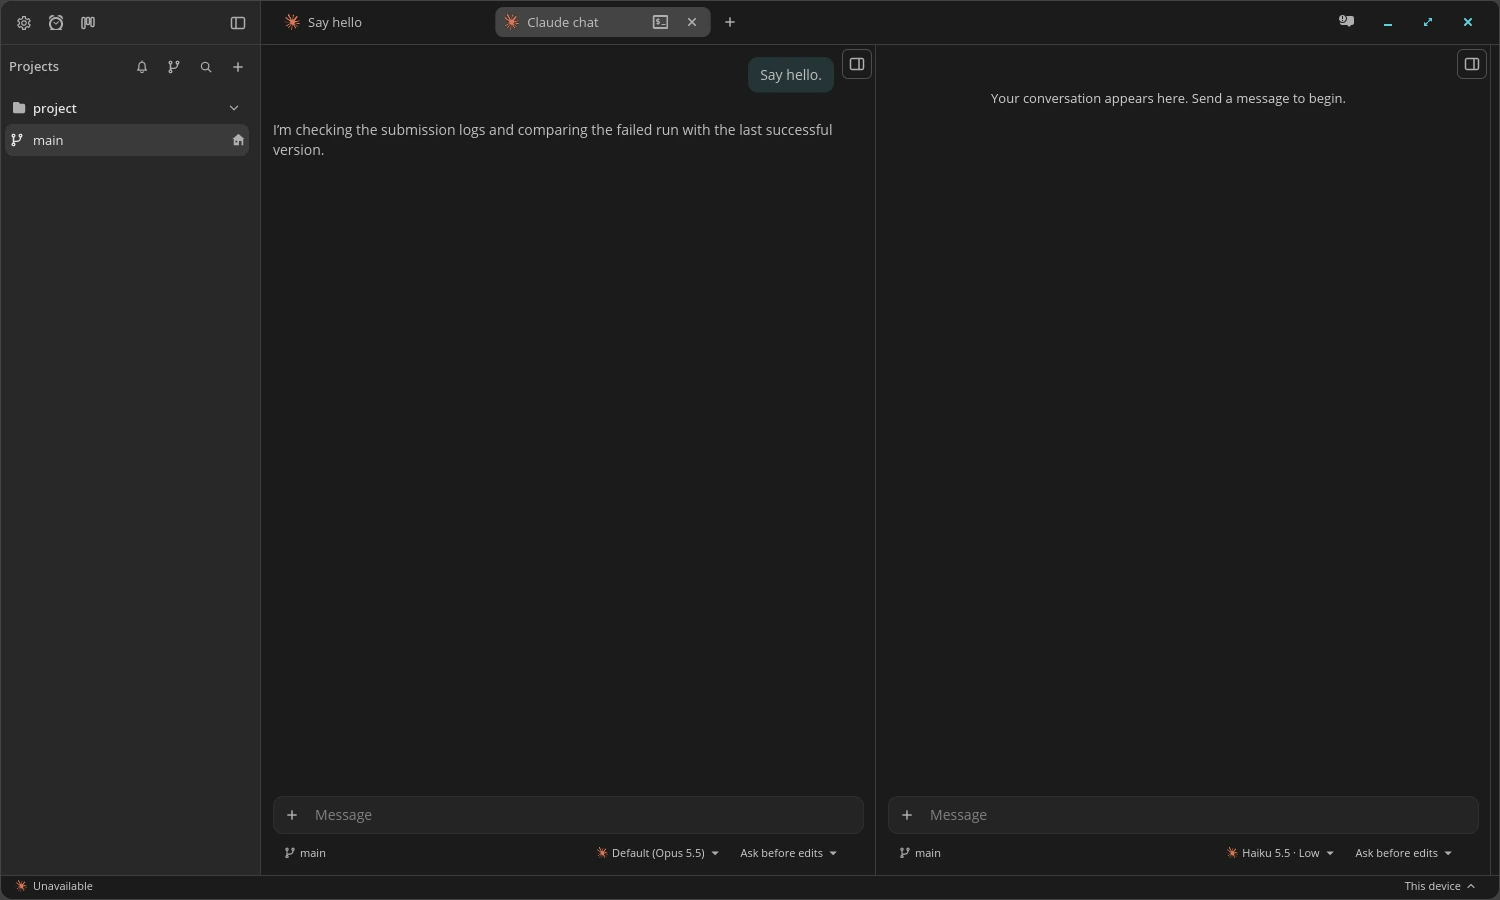 Say hello
Claude chat
Projects
project
main
Say hello.
I'm checking the submission logs and comparing the failed run with the last successful
version.
Message
main
Default (Opus 5.5)
Ask before edits
Your conversation appears here. Send a message to begin.
Message
main
Haiku 5.5 · Low
Ask before edits
Unavailable
This device